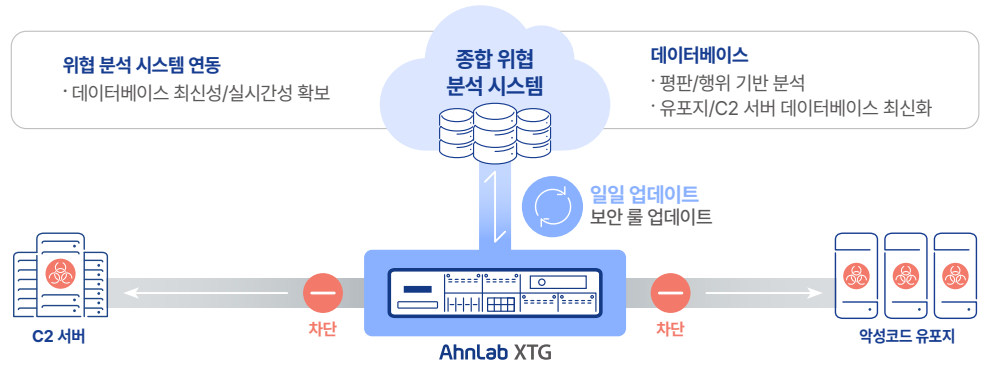 위협 분석 시스템 연동
· 데이터베이스 최신성/실시간성 확보
종합 위협
분석 시스템
데이터베이스
· 평판/행위 기반 분석
· 유포지/C2 서버 데이터베이스 최신화
일일 업데이트
보안 룰 업데이트
C2 서버
차단
AhnLab XTG
차단
악성코드 유포지